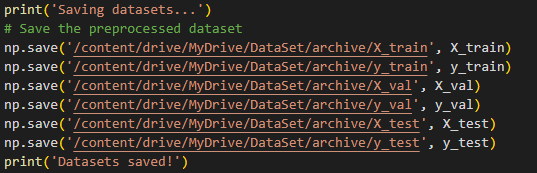 print('Saving datasets...')
# Save the preprocessed dataset
np.save('/content/drive/MyDrive/DataSet/archive/X_train', X_train)
np.save('/content/drive/MyDrive/DataSet/archive/y_train', y_train)
np.save('/content/drive/MyDrive/DataSet/archive/X_val', X_val)
np.save('/content/drive/MyDrive/DataSet/archive/y_val', y_val)
np.save('/content/drive/MyDrive/DataSet/archive/X_test', X_test)
np.save('/content/drive/MyDrive/DataSet/archive/y_test', y_test)
print('Datasets saved!')